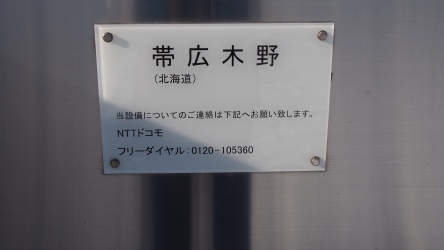 帯広木野
(北海道)
当設備についてのご連絡は下記へお願い致します。
NTTドコモ
フリーダイヤル:0120-105360